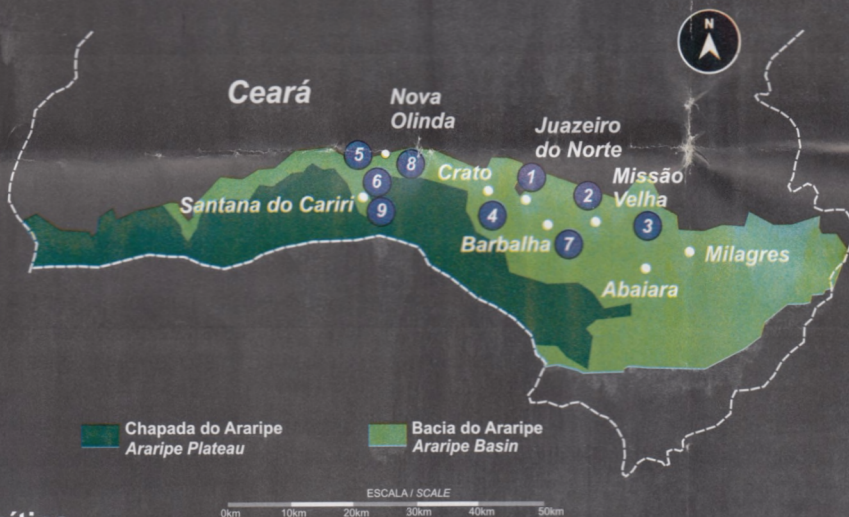 N
Ceará
Nova
Olinda
Juazeiro
do Norte
5
8
Crato
1
Missão
Velha
6
2
Santana do Cariri
9
4
3
Barbalha
7
Milagres
Abaiara
Chapada do Araripe
Araripe Plateau
Bacia do Araripe
Araripe Basin
ESCALA / SCALE
0km 10km 20km 30km 40km 50km